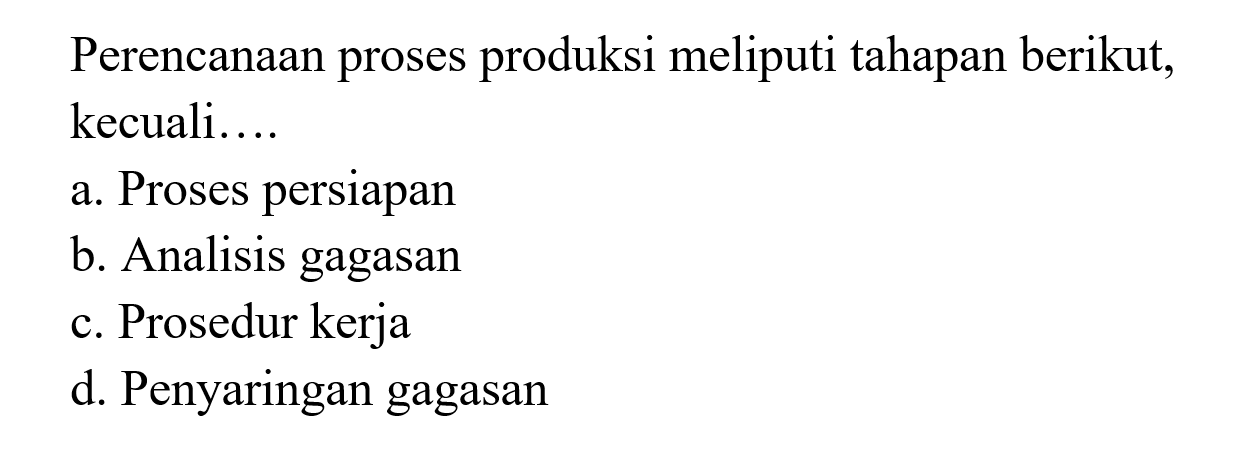 Perencanaan proses produksi meliputi tahapan berikut,
kecuali….
a. Proses persiapan
b. Analisis gagasan
c. Prosedur kerja
d. Penyaringan gagasan